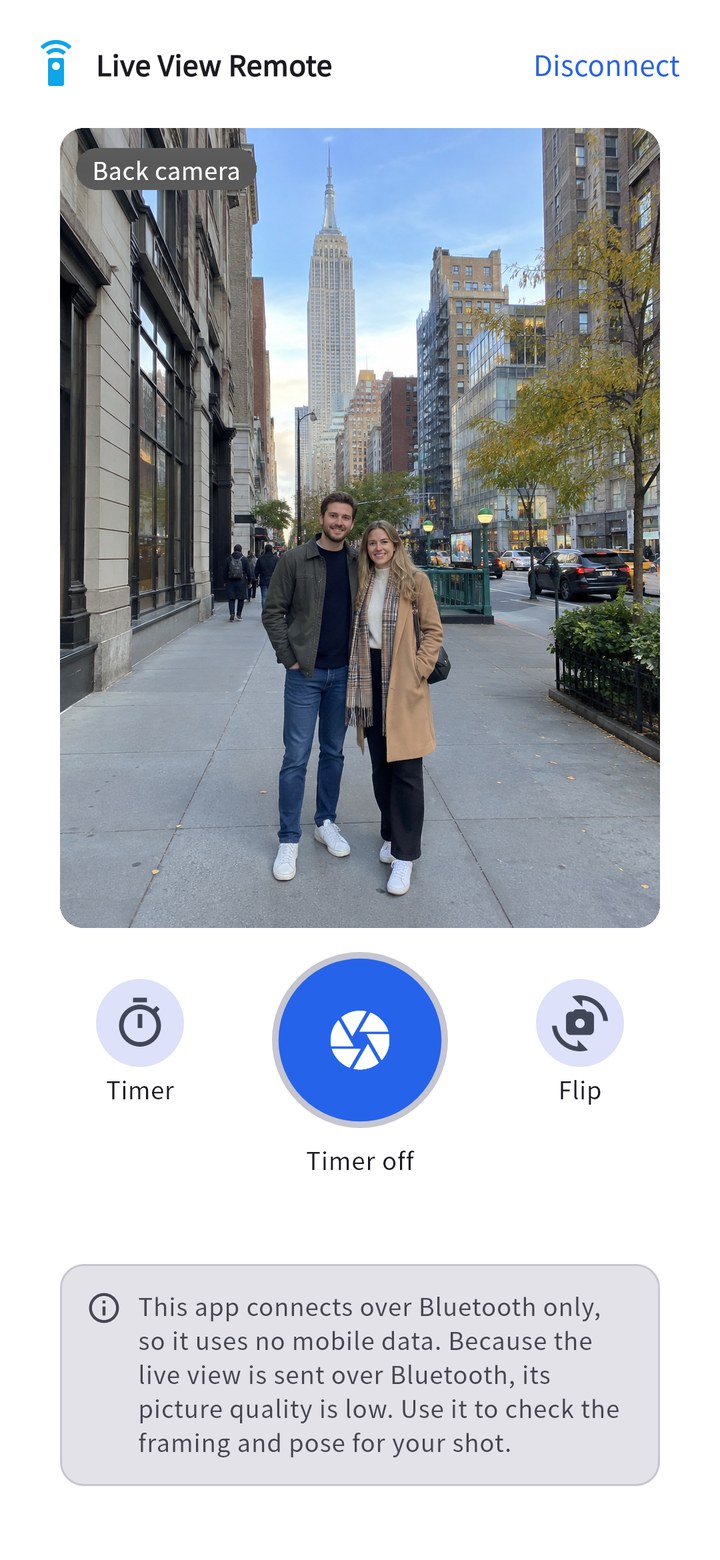 Live View Remote
Disconnect
Back camera
Timer
Flip
Timer off
This app connects over Bluetooth only,
so it uses no mobile data. Because the
live view is sent over Bluetooth, its
picture quality is low. Use it to check the
framing and pose for your shot.